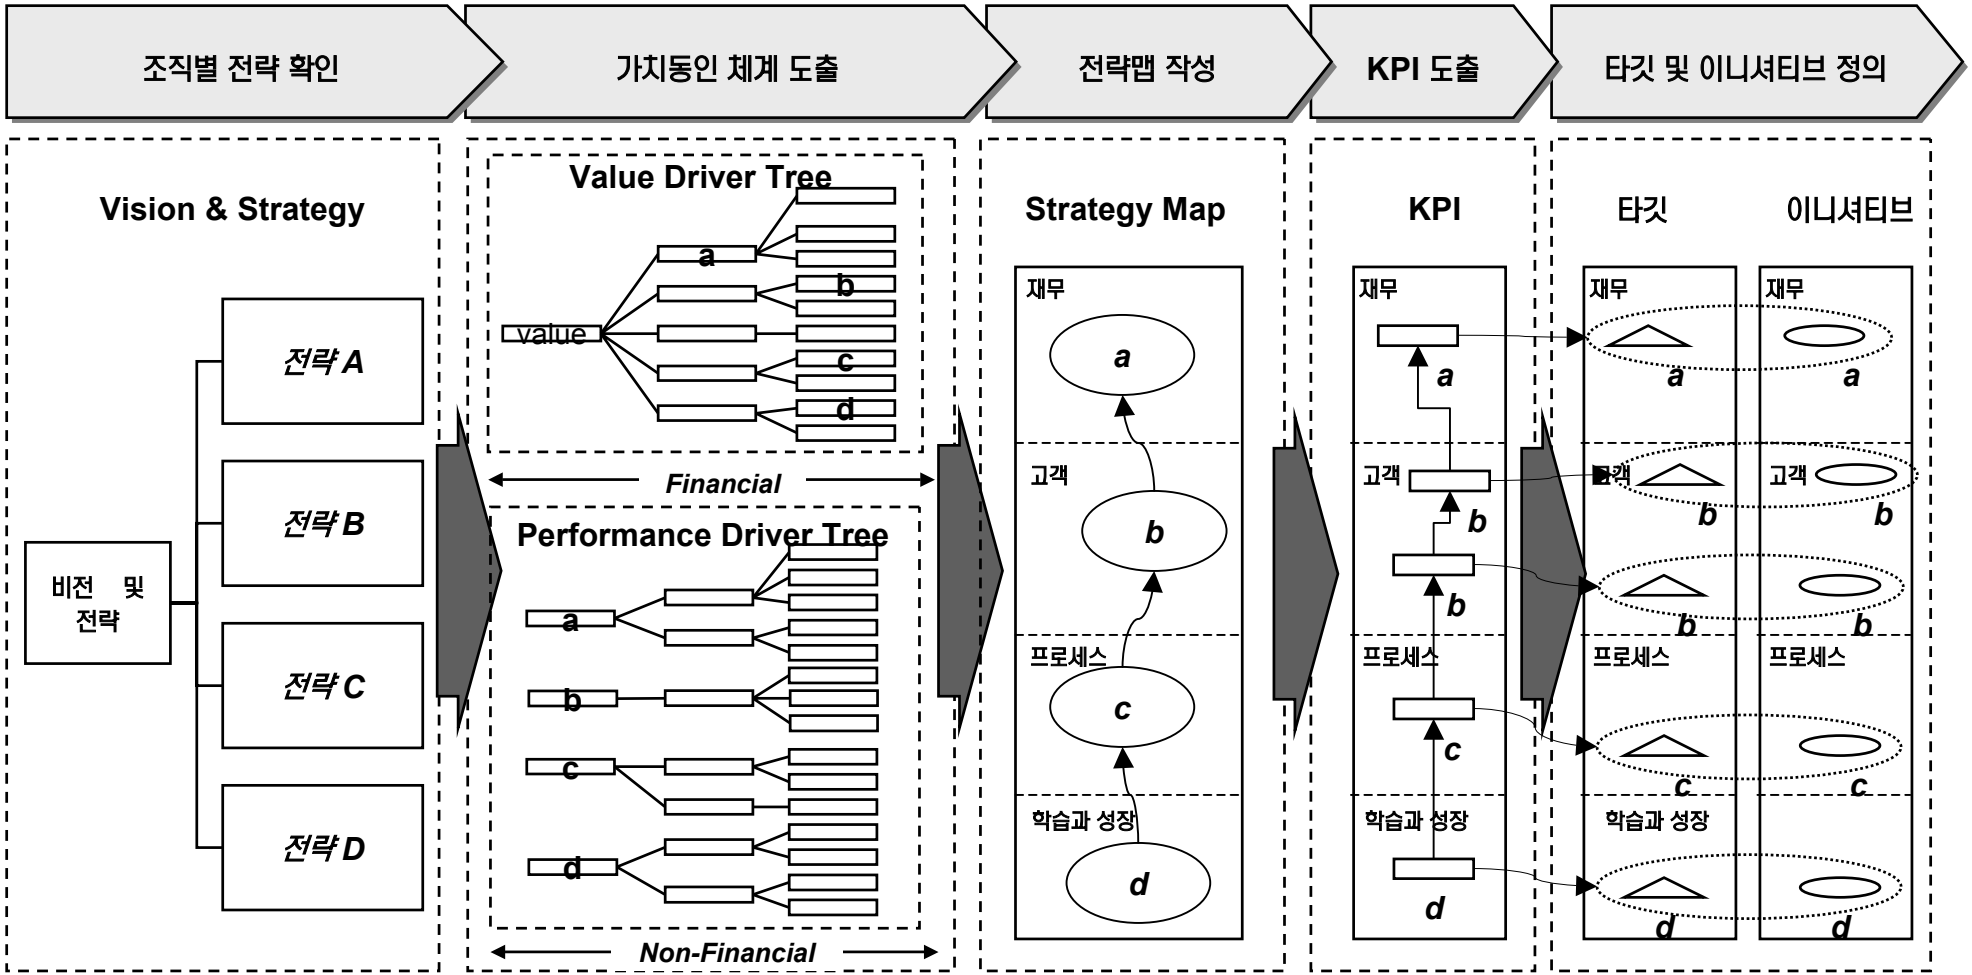 조직별 전략 확인
가치동인 체계 도출
전략맵 작성
KPI 도출
타깃 및 이니셔티브 정의
Vision & Strategy
비전 및
전략
전략 A
전략 B
전략 C
전략 D
Value Driver Tree
value
a
b
c
d
Financial
Performance Driver Tree
a
b
c
d
Non-Financial
Strategy Map
재무
a
고객
b
프로세스
c
학습과 성장
d
KPI
재무
a
고객
b
b
프로세스
c
학습과 성장
d
타깃
재무
a
고객
b
b
프로세스
c
학습과 성장
d
이니셔티브
재무
a
고객
b
b
프로세스
c
학습과 성장
d